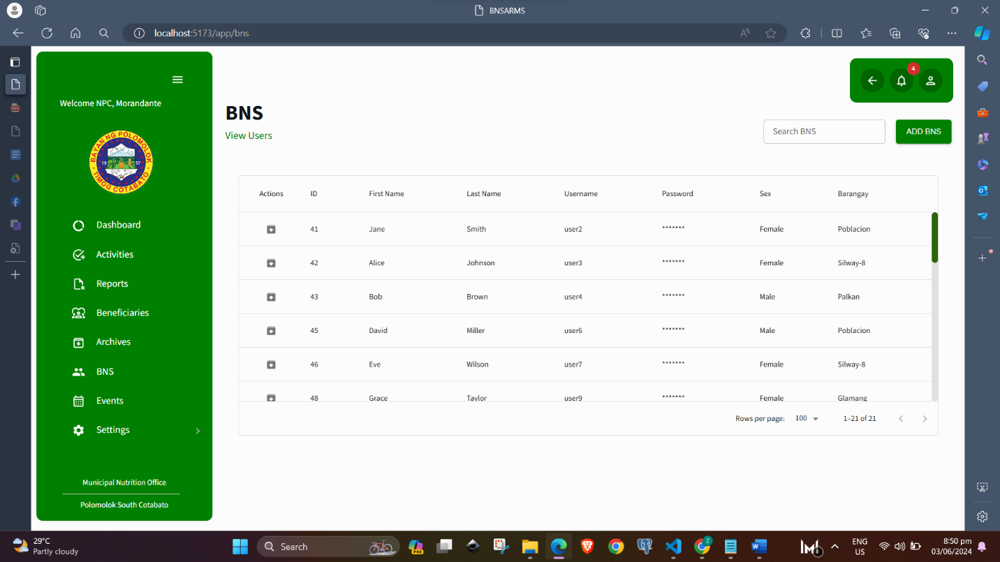 BNSARMS
localhost:5173/app/bns
4
Welcome NPC, Morandante
BAYAN NG POLOMOLOK
19 57
TIMOG COTABATO
Dashboard
Activities
Reports
Beneficiaries
Archives
BNS
Events
Settings
Municipal Nutrition Office
Polomolok South Cotabato
BNS
View Users
Search BNS
ADD BNS
Actions ID First Name Last Name Username Password Sex Barangay
41 Jane Smith user2 ******* Female Poblacion
42 Alice Johnson user3 ******* Female Silway-8
43 Bob Brown user4 ******* Male Palkan
45 David Miller user6 ******* Male Poblacion
46 Eve Wilson user7 ******* Female Silway-8
48 Grace Taylor user9 ******* Female Glamang
Rows per page: 100 1–21 of 21
29°C
Partly cloudy
Search
PRE
ENG
US
8:50 pm
03/06/2024